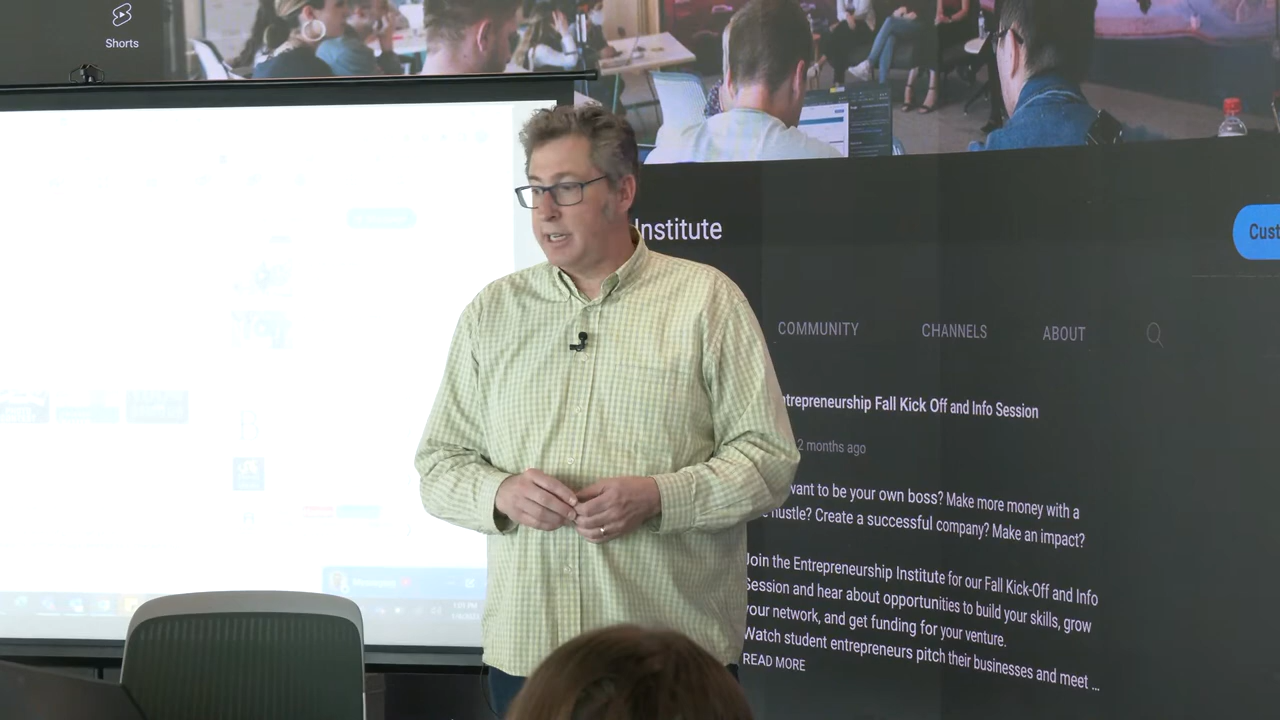 Shorts
Institute
Cust
COMMUNITY
CHANNELS
ABOUT
trepreneurship Fall Kick Off and Info Session
2 months ago
want to be your own boss? Make more money with a
hustle? Create a successful company? Make an impact?
Join the Entrepreneurship Institute for our Fall Kick-Off and Info
Session and hear about opportunities to build your skills, grow
your network, and get funding for your venture.
Watch student entrepreneurs pitch their businesses and meet ...
READ MORE